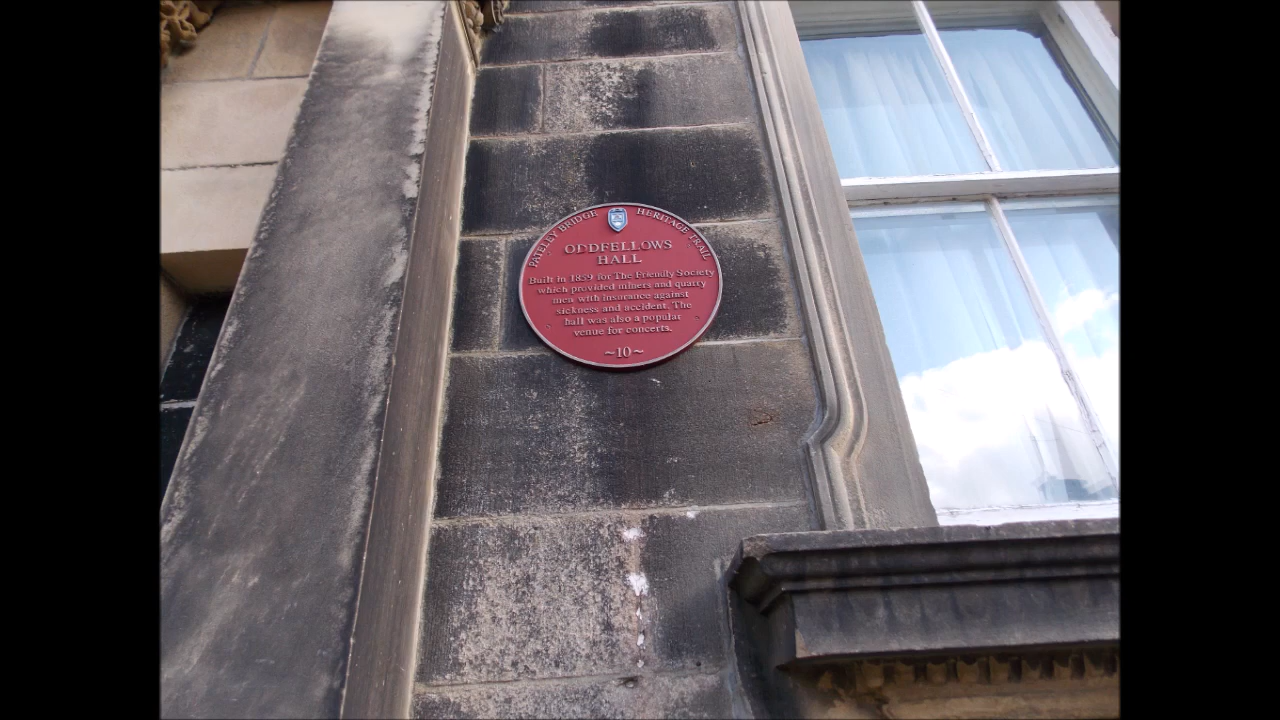 PATELEY BRIDGE HERITAGE TRAIL
ODDFELLOWS
HALL
Built in 1859 for The Friendly Society
which provided miners and quarry
men with insurance against
sickness and accident. The
hall was also a popular
venue for concerts.
~10~